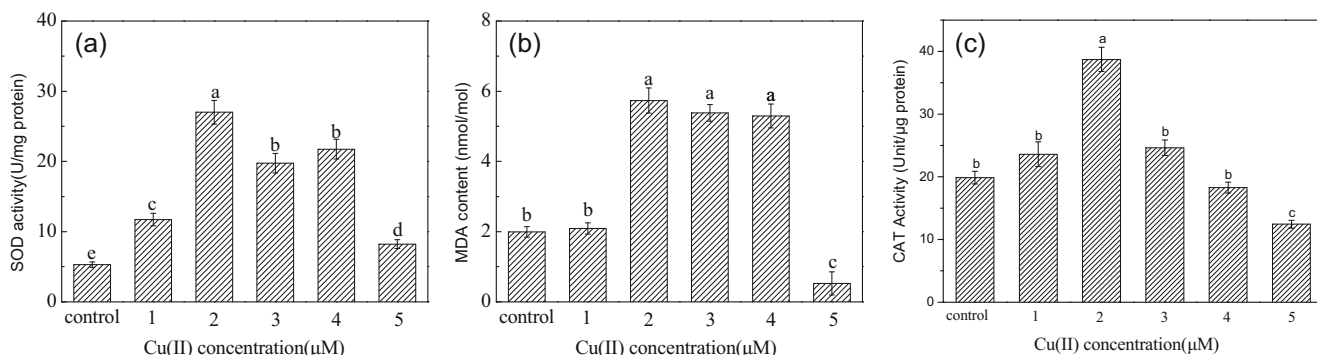 (a)
SOD activity(U/mg protein)
40
30
20
10
0
e
c
a
b
b
d
control 1 2 3 4 5
Cu(II) concentration(μM)
(b)
MDA content (nmol/mol)
8
6
4
2
0
b
b
a
a
a
c
control 1 2 3 4 5
Cu(II) concentration(μM)
(c)
CAT Activity (Unit/μg protein)
40
30
20
10
0
b
b
a
b
b
c
control 1 2 3 4 5
Cu(II) concentration(μM)